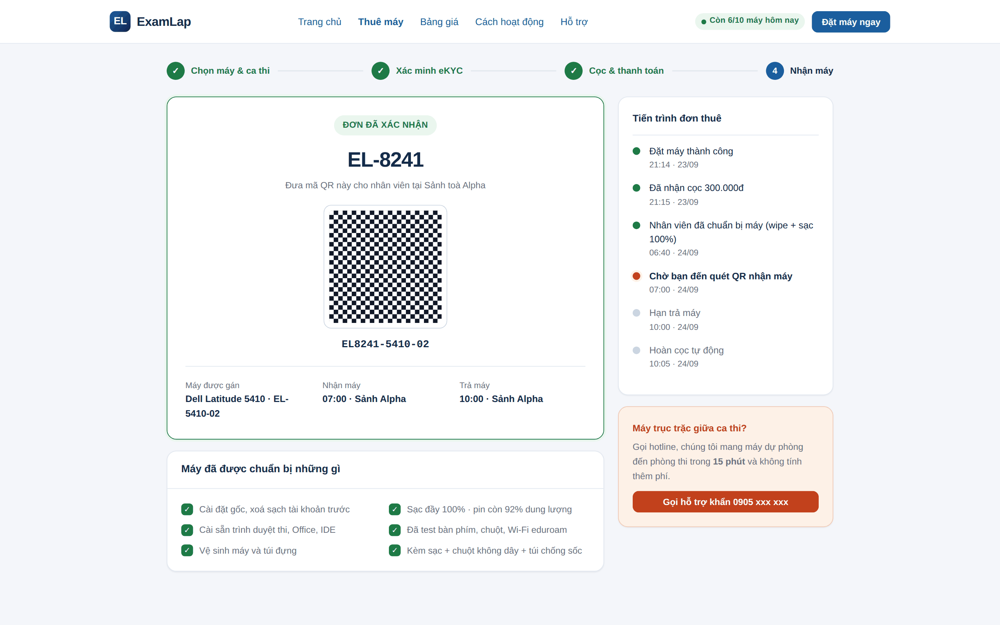 EL ExamLap
Trang chủ Thuê máy Bảng giá Cách hoạt động Hỗ trợ
Còn 6/10 máy hôm nay
Đặt máy ngay
✓ Chọn máy & ca thi
✓ Xác minh eKYC
✓ Cọc & thanh toán
4 Nhận máy
ĐƠN ĐÃ XÁC NHẬN
EL-8241
Đưa mã QR này cho nhân viên tại Sảnh toà Alpha
EL8241-5410-02
Máy được gán
Dell Latitude 5410 · EL-
5410-02
Nhận máy
07:00 · Sảnh Alpha
Trả máy
10:00 · Sảnh Alpha
Máy đã được chuẩn bị những gì
✓ Cài đặt gốc, xoá sạch tài khoản trước
✓ Sạc đầy 100% · pin còn 92% dung lượng
✓ Cài sẵn trình duyệt thi, Office, IDE
✓ Đã test bàn phím, chuột, Wi-Fi eduroam
✓ Vệ sinh máy và túi đựng
✓ Kèm sạc + chuột không dây + túi chống sốc
Tiến trình đơn thuê
Đặt máy thành công
21:14 · 23/09
Đã nhận cọc 300.000đ
21:15 · 23/09
Nhân viên đã chuẩn bị máy (wipe + sạc
100%)
06:40 · 24/09
Chờ bạn đến quét QR nhận máy
07:00 · 24/09
Hạn trả máy
10:00 · 24/09
Hoàn cọc tự động
10:05 · 24/09
Máy trục trặc giữa ca thi?
Gọi hotline, chúng tôi mang máy dự phòng
đến phòng thi trong 15 phút và không tính
thêm phí.
Gọi hỗ trợ khẩn 0905 xxx xxx